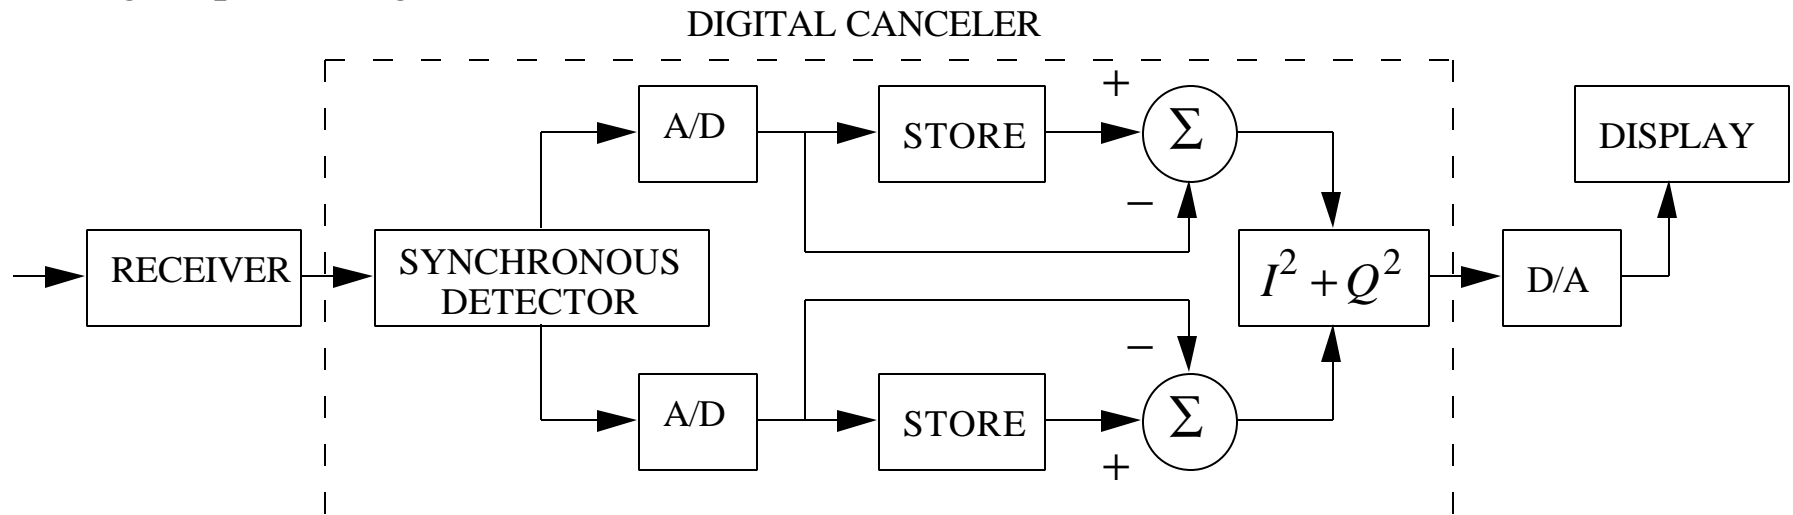 DIGITAL CANCELER
A/D
STORE
+
Σ
−
DISPLAY
RECEIVER
SYNCHRONOUS
DETECTOR
I² + Q²
D/A
A/D
STORE
−
Σ
+